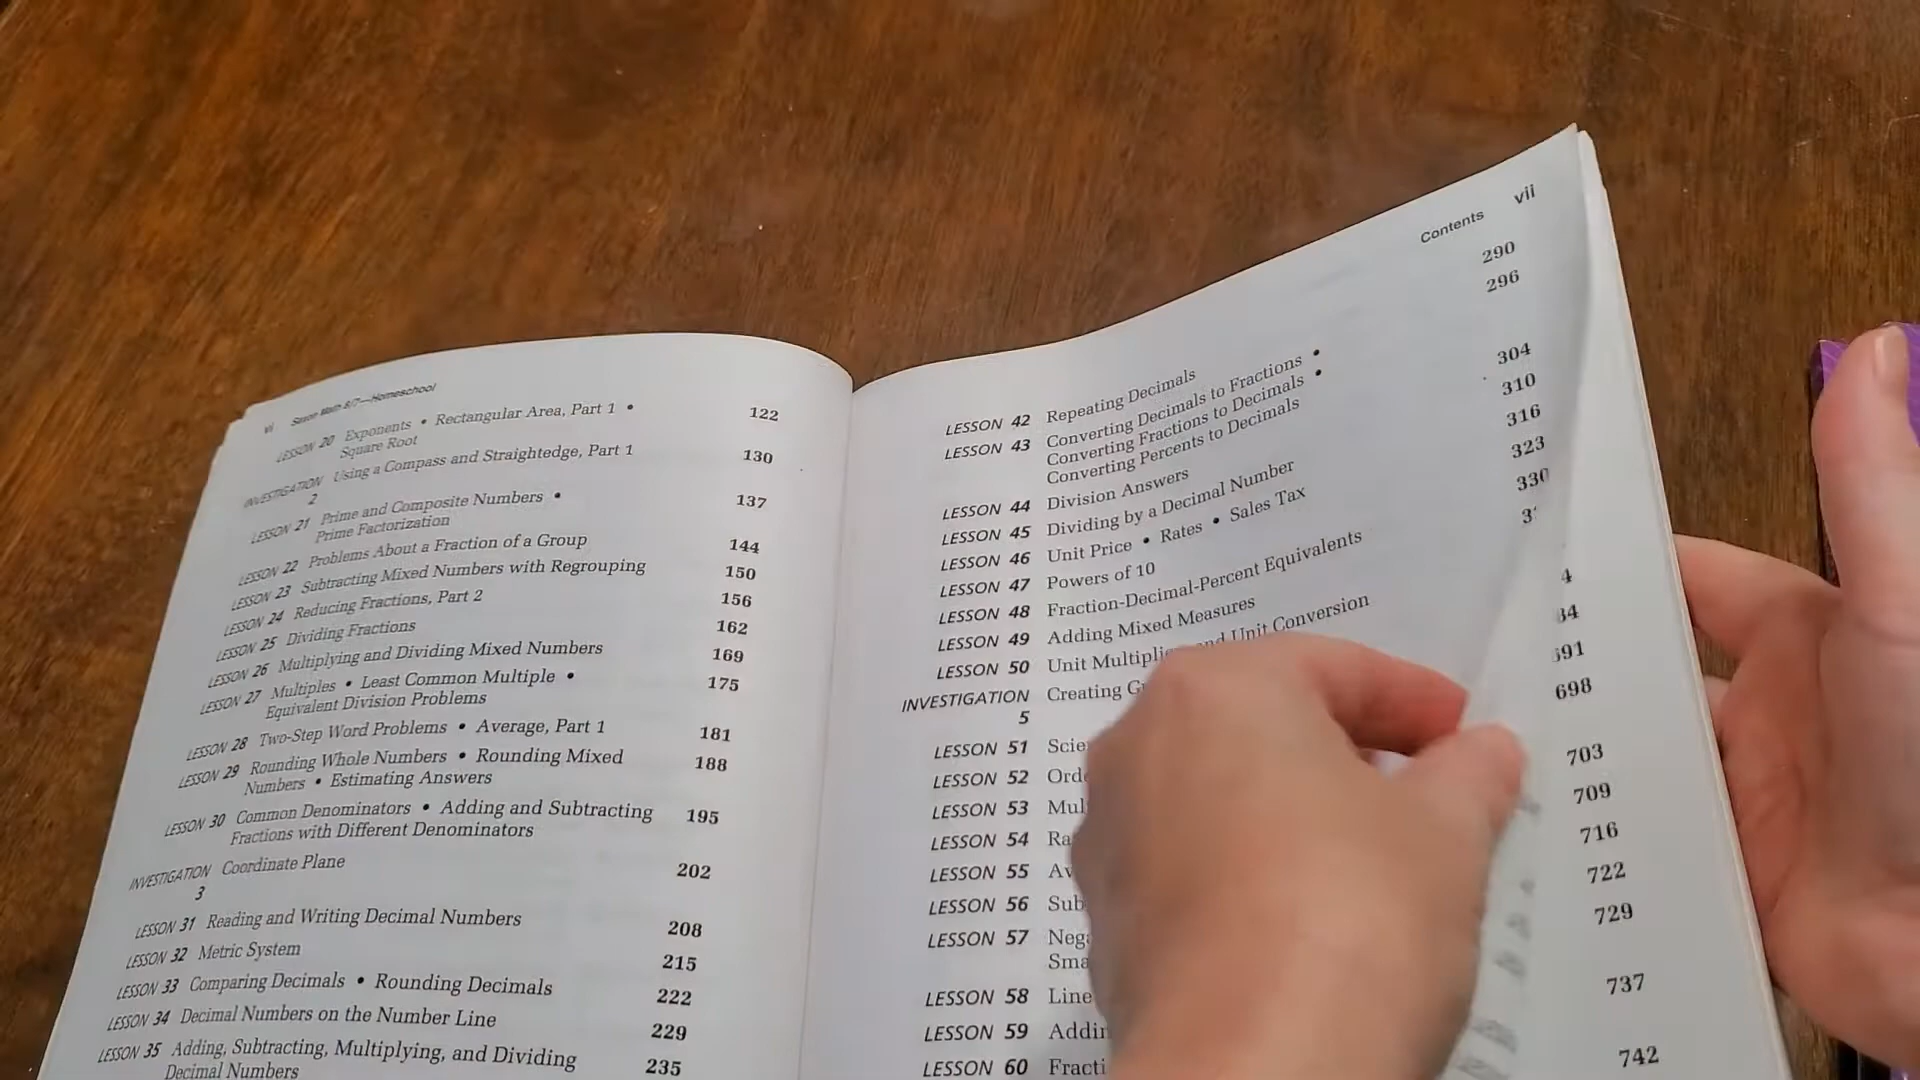 vi Saxon Math 8/7—Homeschool
LESSON 20 Exponents • Rectangular Area, Part 1 • 122
Square Root
INVESTIGATION Using a Compass and Straightedge, Part 1 130
2
LESSON 21 Prime and Composite Numbers • 137
Prime Factorization
LESSON 22 Problems About a Fraction of a Group 144
LESSON 23 Subtracting Mixed Numbers with Regrouping 150
LESSON 24 Reducing Fractions, Part 2 156
LESSON 25 Dividing Fractions 162
LESSON 26 Multiplying and Dividing Mixed Numbers 169
LESSON 27 Multiples • Least Common Multiple • 175
Equivalent Division Problems
LESSON 28 Two-Step Word Problems • Average, Part 1 181
LESSON 29 Rounding Whole Numbers • Rounding Mixed 188
Numbers • Estimating Answers
LESSON 30 Common Denominators • Adding and Subtracting 195
Fractions with Different Denominators
INVESTIGATION Coordinate Plane 202
3
LESSON 31 Reading and Writing Decimal Numbers 208
LESSON 32 Metric System 215
LESSON 33 Comparing Decimals • Rounding Decimals 222
LESSON 34 Decimal Numbers on the Number Line 229
LESSON 35 Adding, Subtracting, Multiplying, and Dividing 235
Decimal Numbers
Contents vii
LESSON 42 Repeating Decimals 290
LESSON 43 Converting Decimals to Fractions • 296
Converting Fractions to Decimals •
Converting Percents to Decimals
LESSON 44 Division Answers 304
LESSON 45 Dividing by a Decimal Number 310
LESSON 46 Unit Price • Rates • Sales Tax 316
LESSON 47 Powers of 10 323
LESSON 48 Fraction-Decimal-Percent Equivalents 330
LESSON 49 Adding Mixed Measures
LESSON 50 Unit and Unit Conversion
INVESTIGATION Creating
5
LESSON 51
LESSON 52
LESSON 53
LESSON 54
LESSON 55
LESSON 56
LESSON 57
LESSON 58 Line
LESSON 59
LESSON 60
698
703
709
716
722
729
737
742